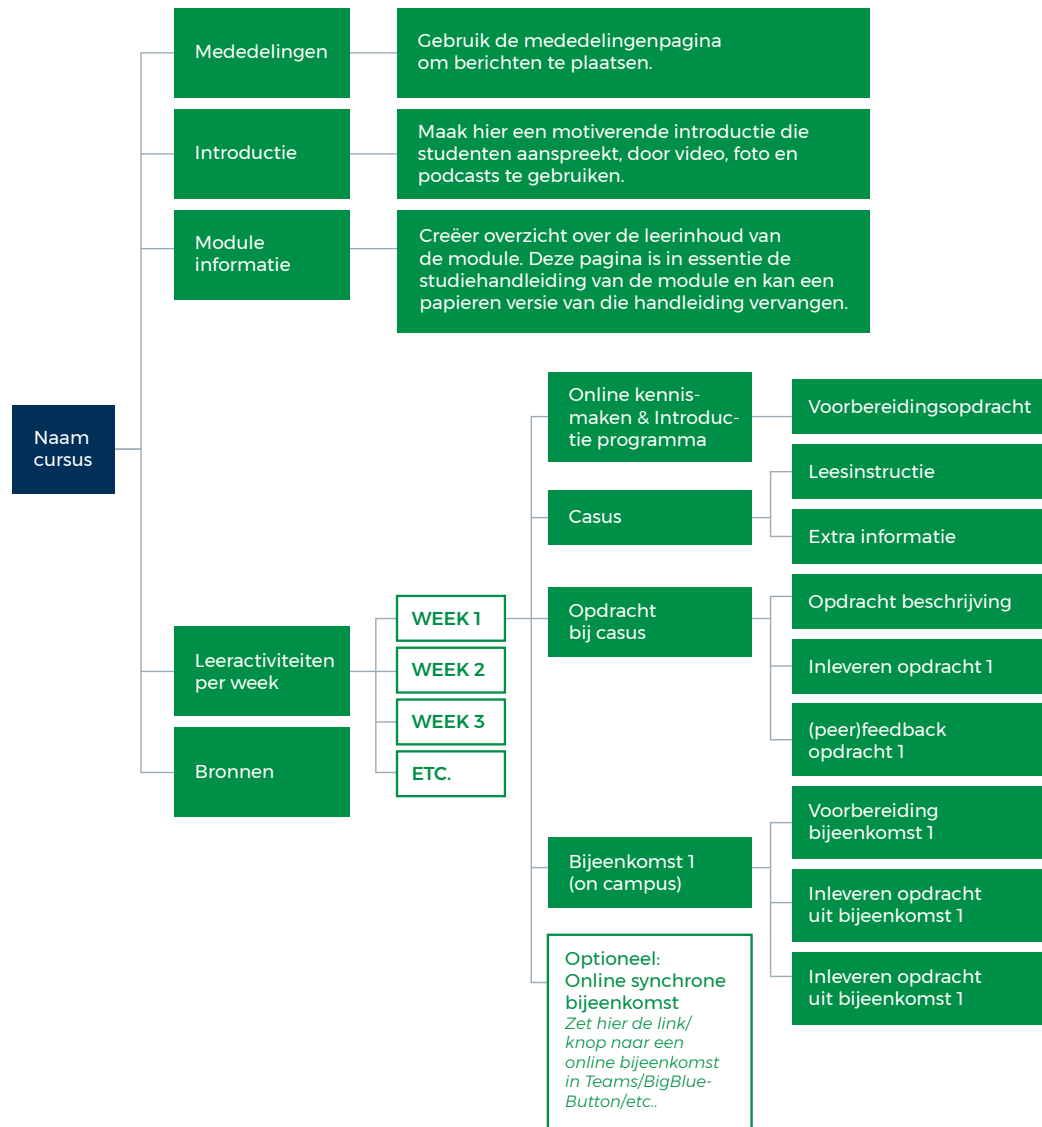 Mededelingen
Gebruik de mededelingenpagina
om berichten te plaatsen.
Introductie
Maak hier een motiverende introductie die
studenten aanspreekt, door video, foto en
podcasts te gebruiken.
Module
informatie
Creëer overzicht over de leerinhoud van
de module. Deze pagina is in essentie de
studiehandleiding van de module en kan een
papieren versie van die handleiding vervangen.
Naam
cursus
Leeractiviteiten
per week
Bronnen
WEEK 1
WEEK 2
WEEK 3
ETC.
Online kennis-
maken & Introduc-
tie programma
Voorbereidingsopdracht
Casus
Leesinstructie
Extra informatie
Opdracht
bij casus
Opdracht beschrijving
Inleveren opdracht 1
(peer)feedback
opdracht 1
Bijeenkomst 1
(on campus)
Voorbereiding
bijeenkomst 1
Inleveren opdracht
uit bijeenkomst 1
Inleveren opdracht
uit bijeenkomst 1
Optioneel:
Online synchrone
bijeenkomst
Zet hier de link/
knop naar een
online bijeenkomst
in Teams/BigBlue-
Button/etc..